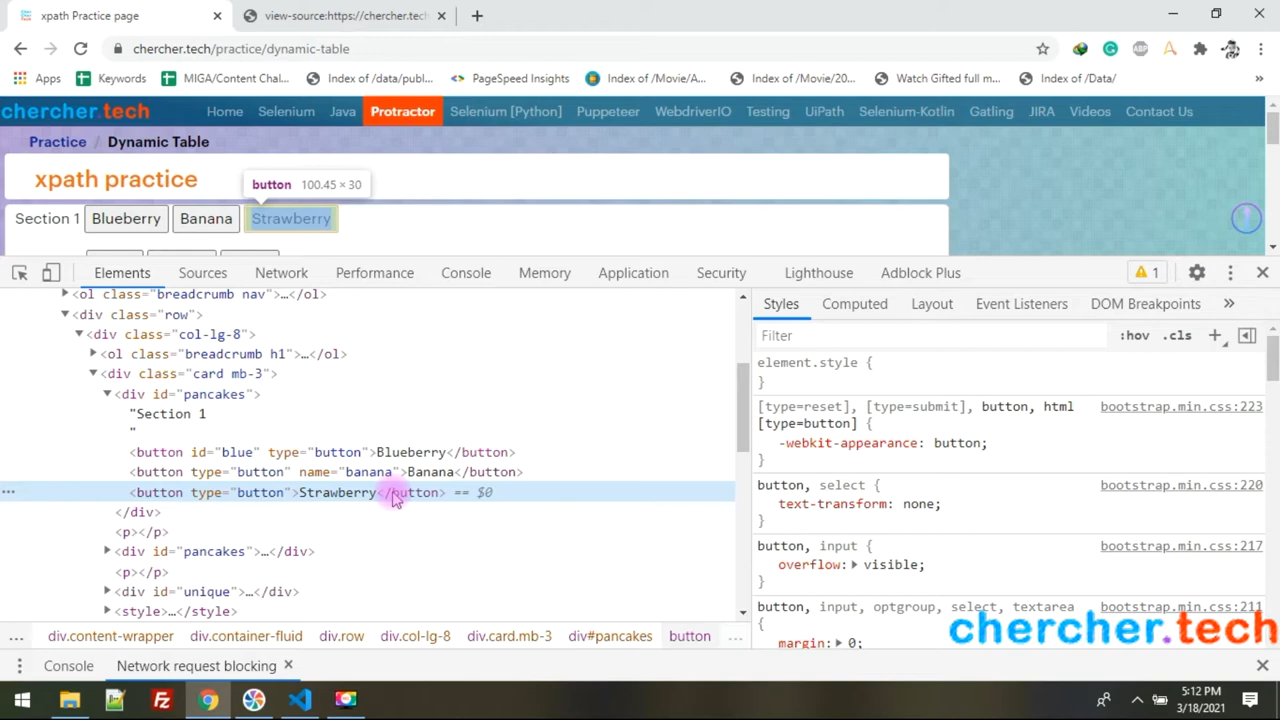 xpath Practice page
view-source:https://chercher.tech
chercher.tech/practice/dynamic-table
ABP
Apps Keywords MIGA/Content Chal... Index of /data/publ... PageSpeed Insights Index of /Movie/A... Index of /Movie/20... Watch Gifted full m... Index of /Data/ »
chercher.tech Home Selenium Java Protractor Selenium [Python] Puppeteer WebdriverIO Testing UiPath Selenium-Kotlin Gatling JIRA Videos Contact Us
Practice / Dynamic Table
xpath practice
button 100.45 × 30
Section 1 Blueberry Banana Strawberry
Elements Sources Network Performance Console Memory Application Security Lighthouse Adblock Plus 1
<ol class="breadcrumb nav">…</ol>
<div class="row">
<div class="col-lg-8">
<ol class="breadcrumb h1">…</ol>
<div class="card mb-3">
<div id="pancakes">
"Section 1
"
<button id="blue" type="button">Blueberry</button>
<button type="button" name="banana">Banana</button>
<button type="button">Strawberry</button> == $0
</div>
<p></p>
<div id="pancakes">…</div>
<p></p>
<div id="unique">…</div>
<style>…</style>
... div.content-wrapper div.container-fluid div.row div.col-lg-8 div.card.mb-3 div#pancakes button ...
Styles Computed Layout Event Listeners DOM Breakpoints »
Filter :hov .cls +
element.style {
}
[type=reset], [type=submit], button, html bootstrap.min.css:223
[type=button] {
-webkit-appearance: button;
}
button, select { bootstrap.min.css:220
text-transform: none;
}
button, input { bootstrap.min.css:217
overflow: visible;
}
button, input, optgroup, select, textarea bootstrap.min.css:211
{
margin: 0;
chercher.tech
Console Network request blocking
5:12 PM
3/18/2021